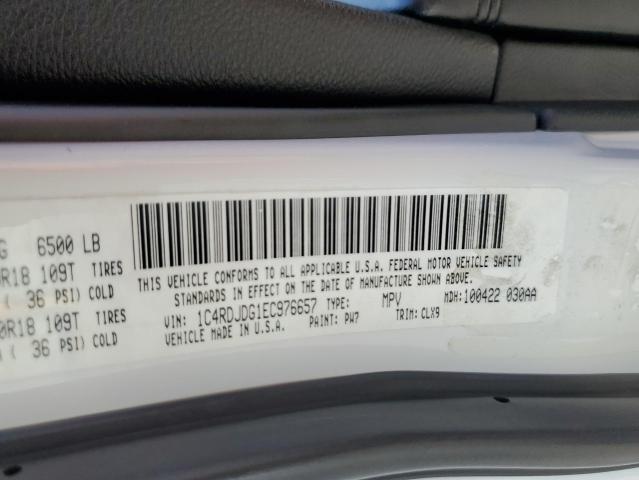 G 6500 LB
0R18 109T TIRES
( 36 PSI) COLD
0R18 109T TIRES
( 36 PSI) COLD
THIS VEHICLE CONFORMS TO ALL APPLICABLE U.S.A. FEDERAL MOTOR VEHICLE SAFETY
STANDARDS IN EFFECT ON THE DATE OF MANUFACTURE SHOWN ABOVE.
VIN: 1C4RDJDG1EC976657 TYPE: MPV MDH: 100422 030AA
VEHICLE MADE IN U.S.A. PAINT: PW7 TRIM: CLX9